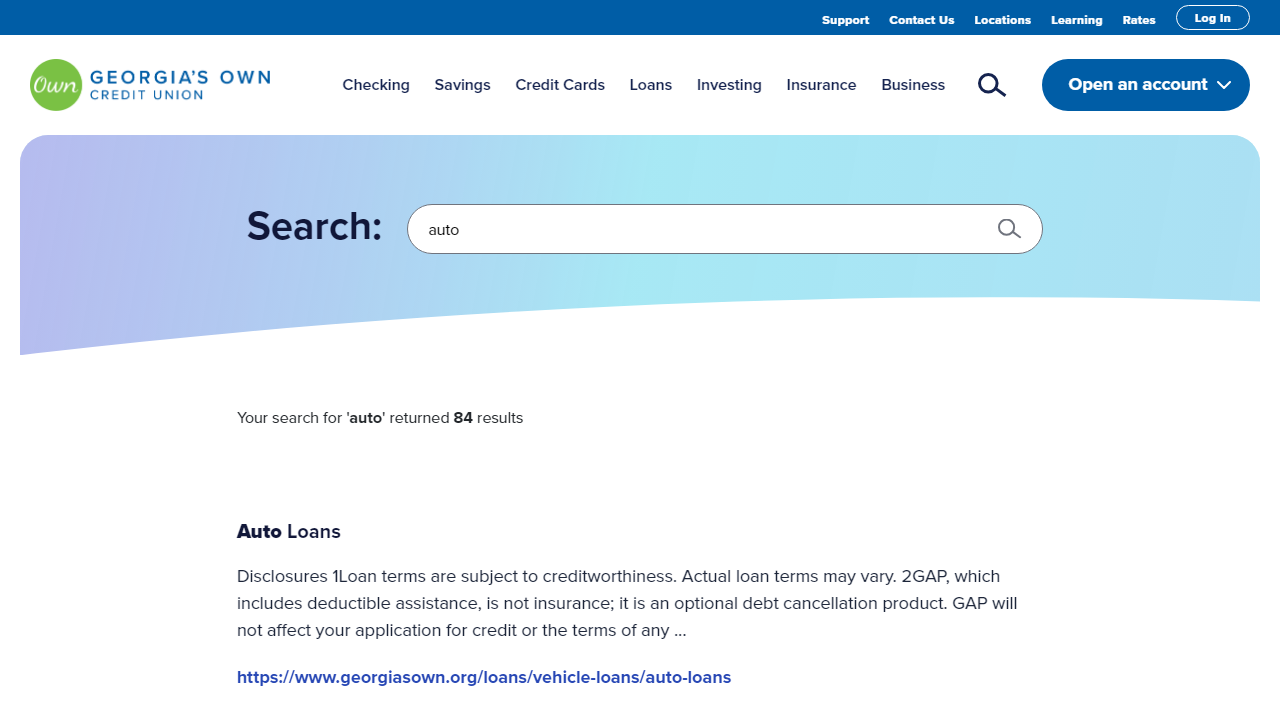 Support Contact Us Locations Learning Rates Log In
Own GEORGIA'S OWN
CREDIT UNION
Checking Savings Credit Cards Loans Investing Insurance Business Open an account
Search: auto
Your search for 'auto' returned 84 results
Auto Loans
Disclosures 1Loan terms are subject to creditworthiness. Actual loan terms may vary. 2GAP, which
includes deductible assistance, is not insurance; it is an optional debt cancellation product. GAP will
not affect your application for credit or the terms of any ...
https://www.georgiasown.org/loans/vehicle-loans/auto-loans